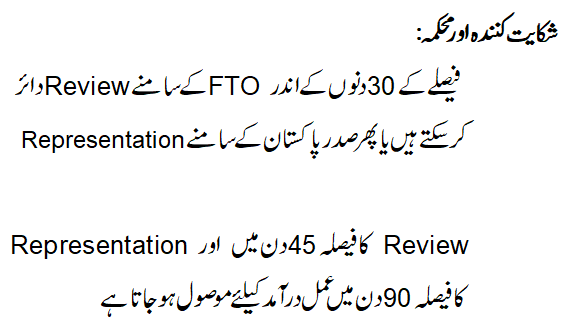 شکایت کنندہ اور محکمہ:
فیصلے کے 30 دنوں کے اندر FTO کے سامنے Review دائر
کر سکتے ہیں یا پھر صدر پاکستان کے سامنے Representation
Review کا فیصلہ 45 دن میں اور Representation
کا فیصلہ 90 دن میں عمل درآمد کیلئے موصول ہو جاتا ہے